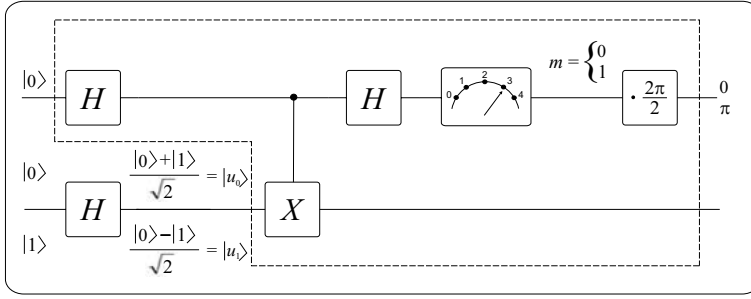 |0⟩ H H 0 1 2 3 4 m = { 0 1 · 2π/2 0 π
|0⟩ H |0⟩+|1⟩/√2 = |u₀⟩ X
|1⟩ |0⟩−|1⟩/√2 = |u₁⟩